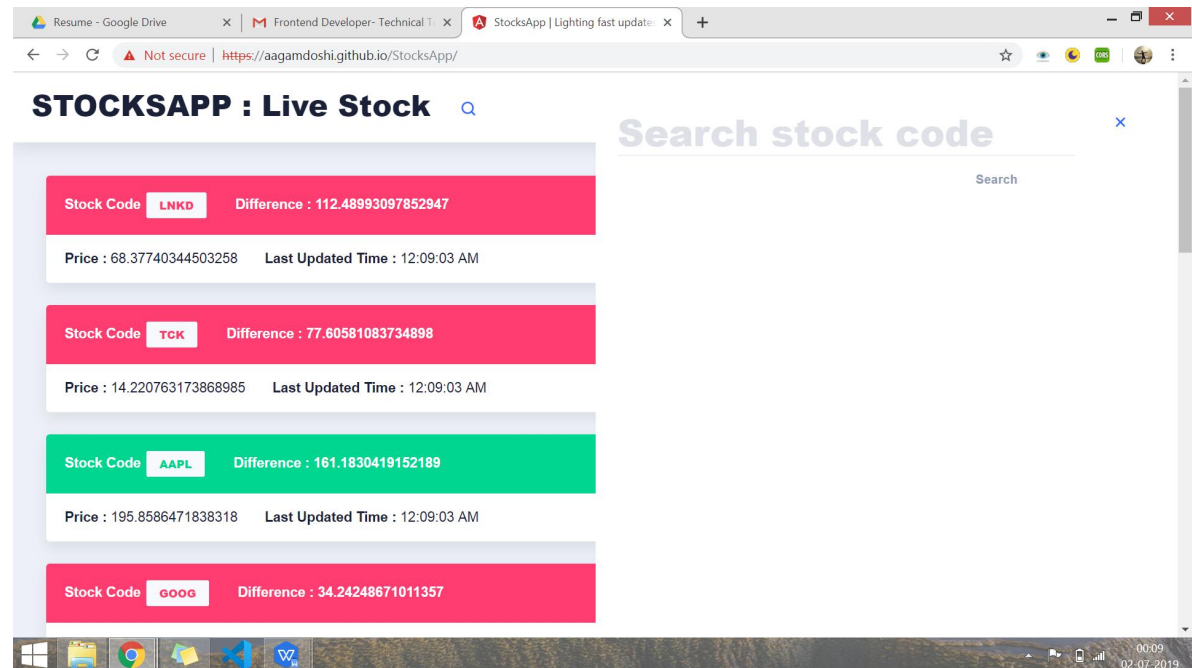 Resume - Google Drive
Frontend Developer- Technical T
StocksApp | Lighting fast update
Not secure | https://aagamdoshi.github.io/StocksApp/
CORS
STOCKSAPP : Live Stock
Search stock code
Search
Stock Code LNKD Difference : 112.48993097852947
Price : 68.37740344503258 Last Updated Time : 12:09:03 AM
Stock Code TCK Difference : 77.60581083734898
Price : 14.220763173868985 Last Updated Time : 12:09:03 AM
Stock Code AAPL Difference : 161.1830419152189
Price : 195.8586471838318 Last Updated Time : 12:09:03 AM
Stock Code GOOG Difference : 34.24248671011357
00:09
02-07-2019